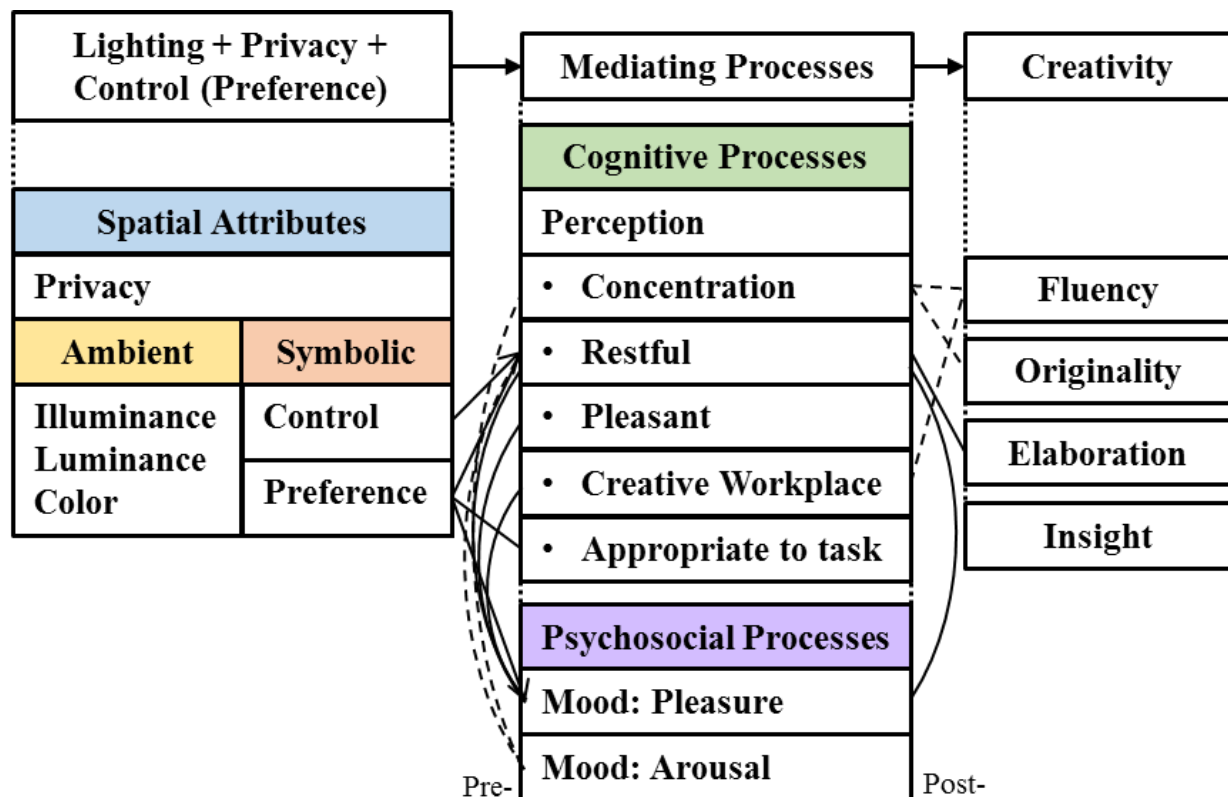 Lighting + Privacy +
Control (Preference)
Mediating Processes
Creativity
Spatial Attributes
Privacy
Ambient
Symbolic
Illuminance
Luminance
Color
Control
Preference
Cognitive Processes
Perception
• Concentration
• Restful
• Pleasant
• Creative Workplace
• Appropriate to task
Psychosocial Processes
Mood: Pleasure
Mood: Arousal
Pre-
Post-
Fluency
Originality
Elaboration
Insight